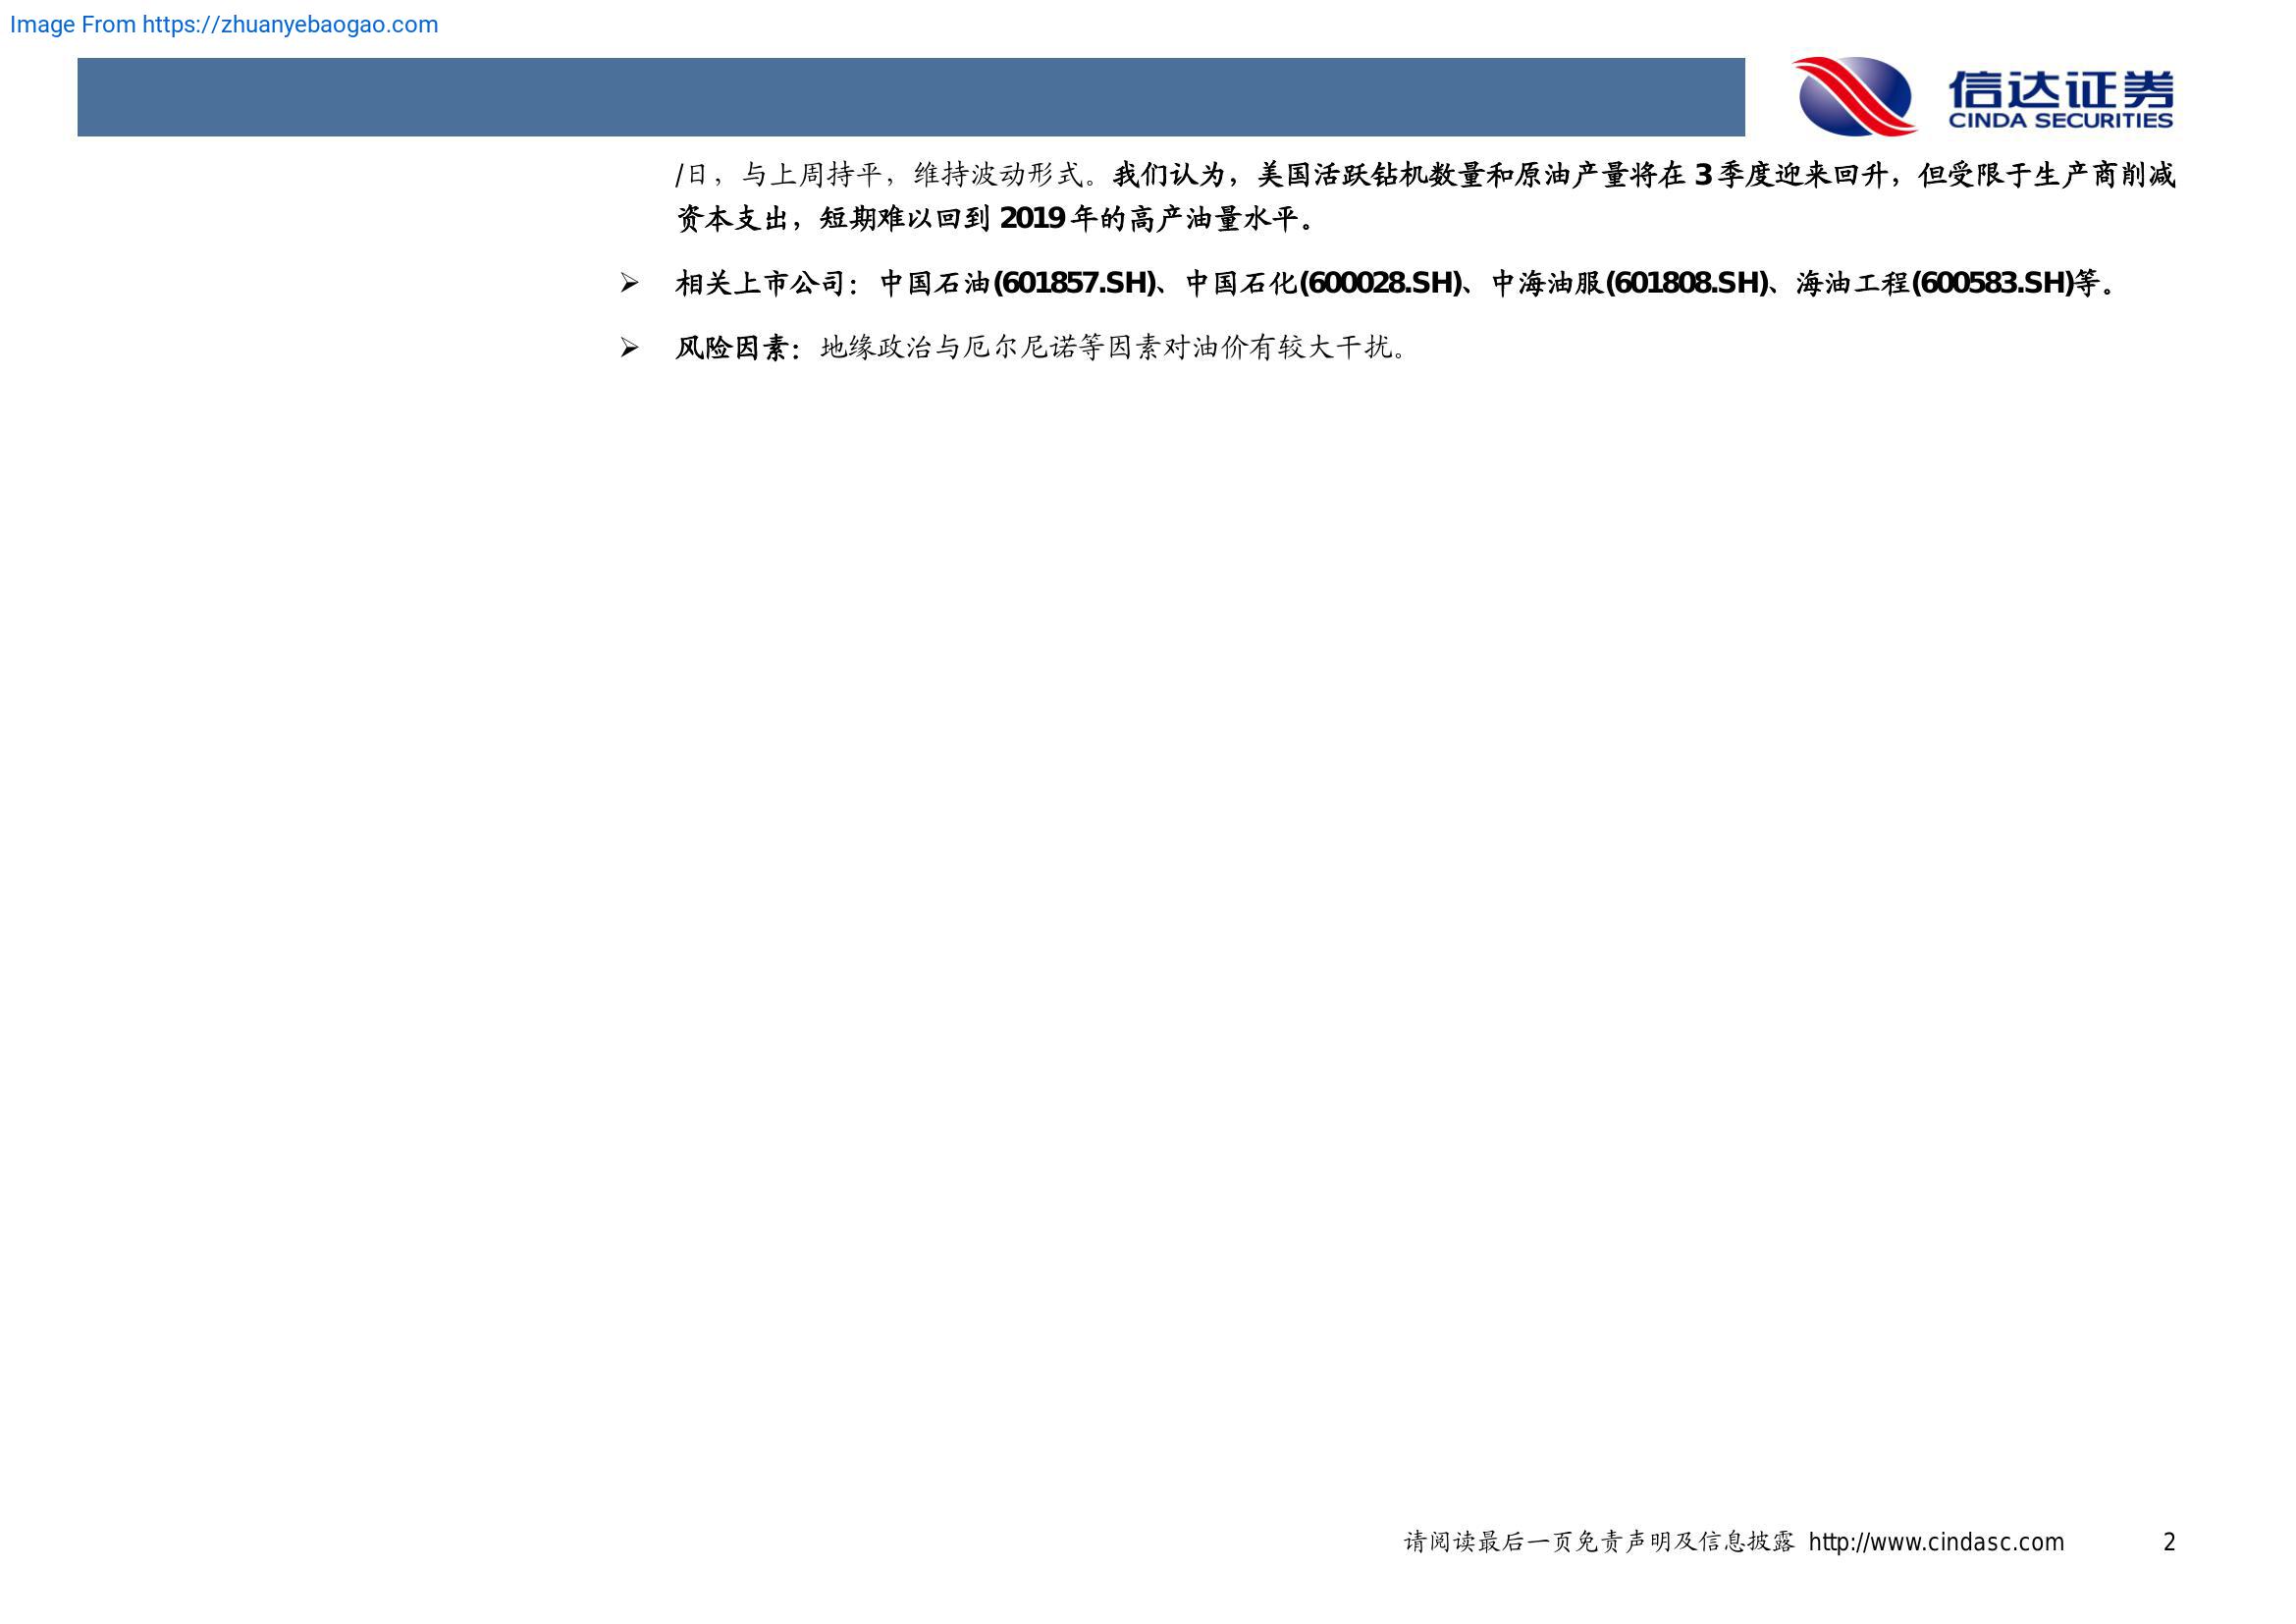 Image From https://zhuanyebaogao.com
信达证券
CINDA SECURITIES
/日，与上周持平，维持波动形式。我们认为，美国活跃钻机数量和原油产量将在 3 季度迎来回升，但受限于生产商削减
资本支出，短期难以回到 2019 年的高产油量水平。
➢ 相关上市公司：中国石油(601857.SH)、中国石化(600028.SH)、中海油服(601808.SH)、海油工程(600583.SH)等。
➢ 风险因素：地缘政治与厄尔尼诺等因素对油价有较大干扰。
请阅读最后一页免责声明及信息披露 http://www.cindasc.com 2